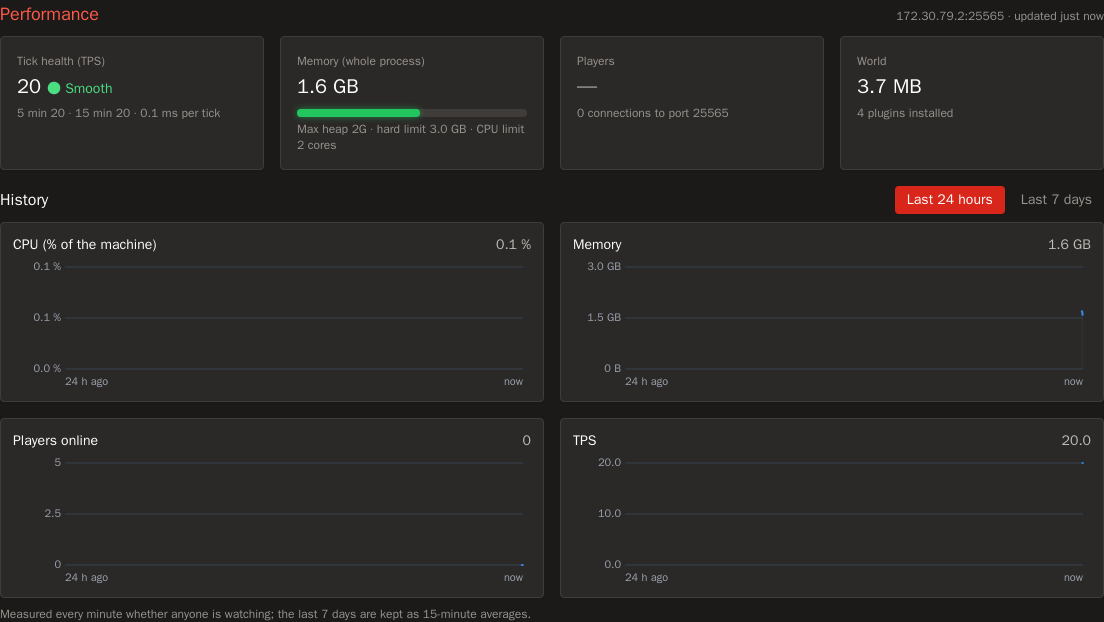 Performance
172.30.79.2:25565 · updated just now
Tick health (TPS)
20 Smooth
5 min 20 · 15 min 20 · 0.1 ms per tick
Memory (whole process)
1.6 GB
Max heap 2G · hard limit 3.0 GB · CPU limit
2 cores
Players
—
0 connections to port 25565
World
3.7 MB
4 plugins installed
History
Last 24 hours
Last 7 days
CPU (% of the machine)
0.1 %
0.1 %
0.1 %
0.0 %
24 h ago
now
Memory
1.6 GB
3.0 GB
1.5 GB
0 B
24 h ago
now
Players online
0
5
2.5
0
24 h ago
now
TPS
20.0
20.0
10.0
0.0
24 h ago
now
Measured every minute whether anyone is watching; the last 7 days are kept as 15-minute averages.